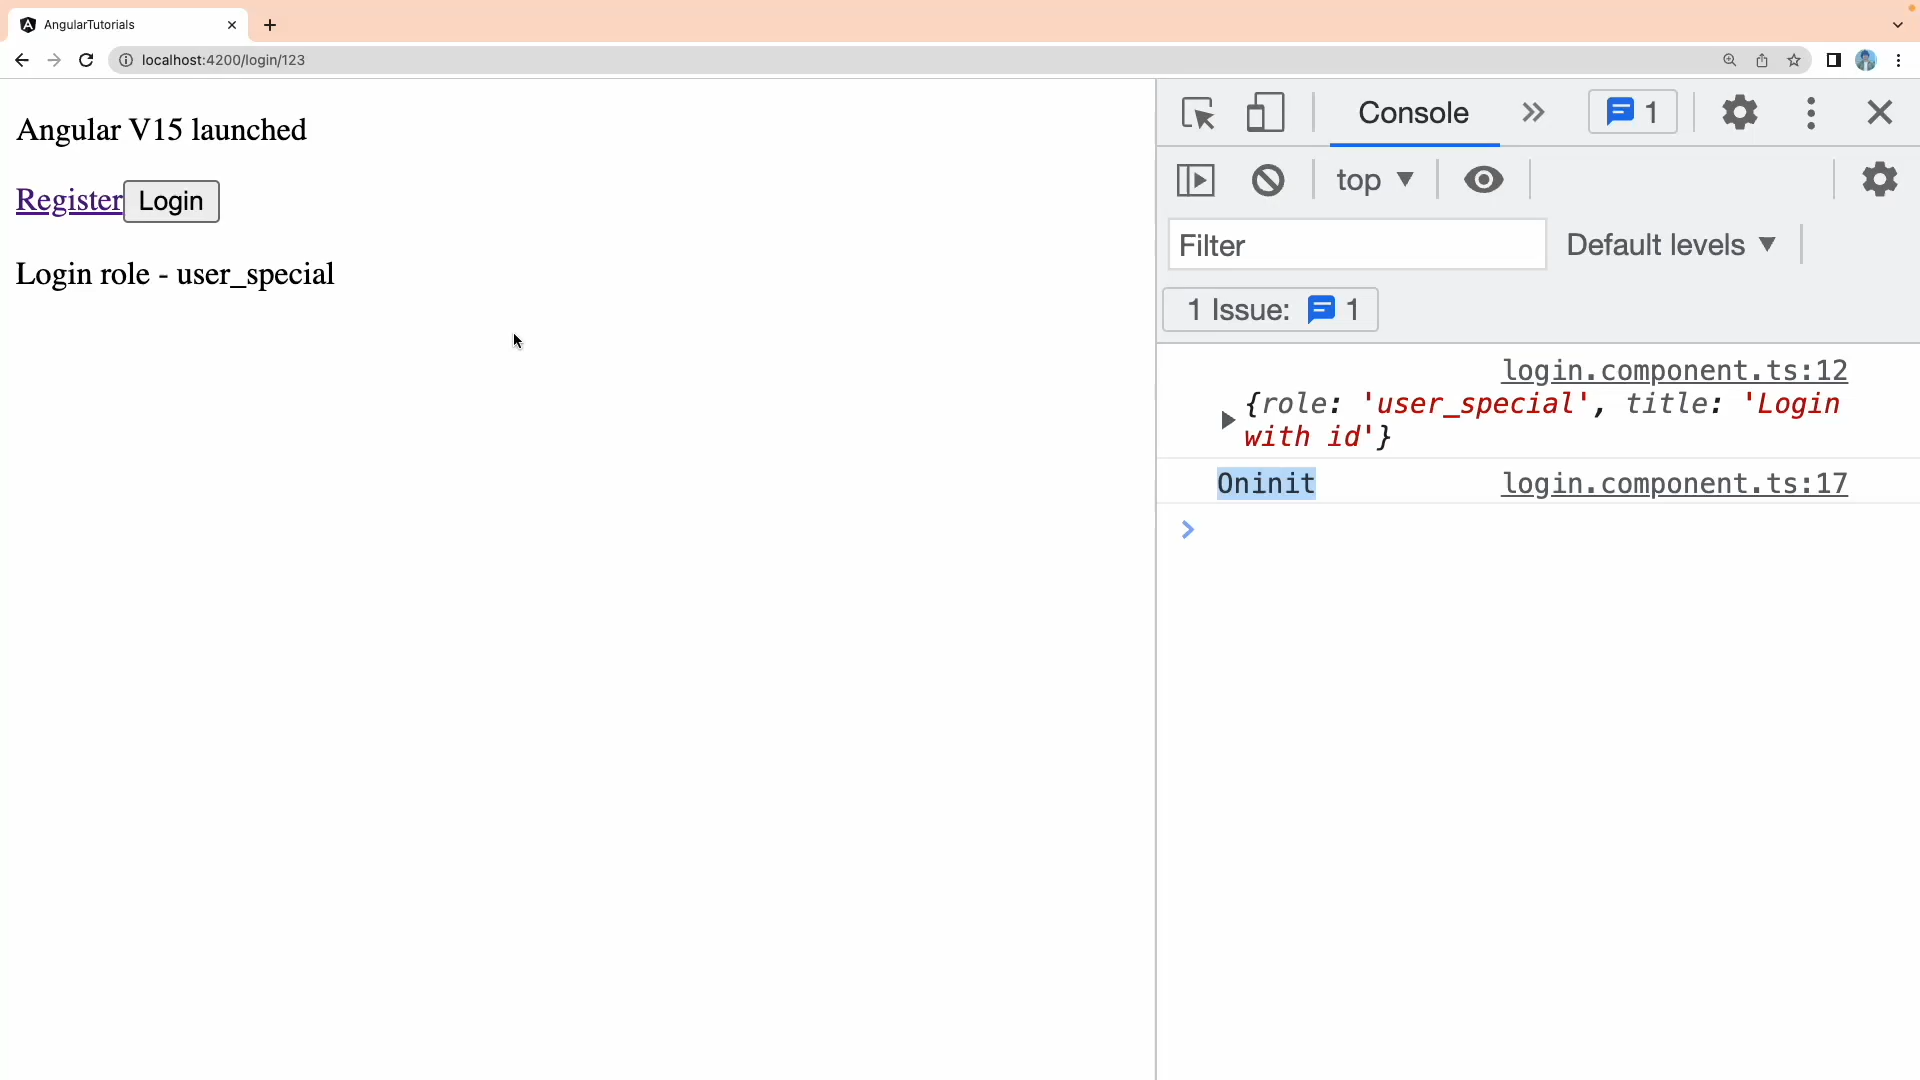 AngularTutorials
localhost:4200/login/123
Angular V15 launched
Register Login
Login role - user_special
Console 1
top
Filter Default levels
1 Issue: 1
login.component.ts:12
{role: 'user_special', title: 'Login
with id'}
Oninit login.component.ts:17